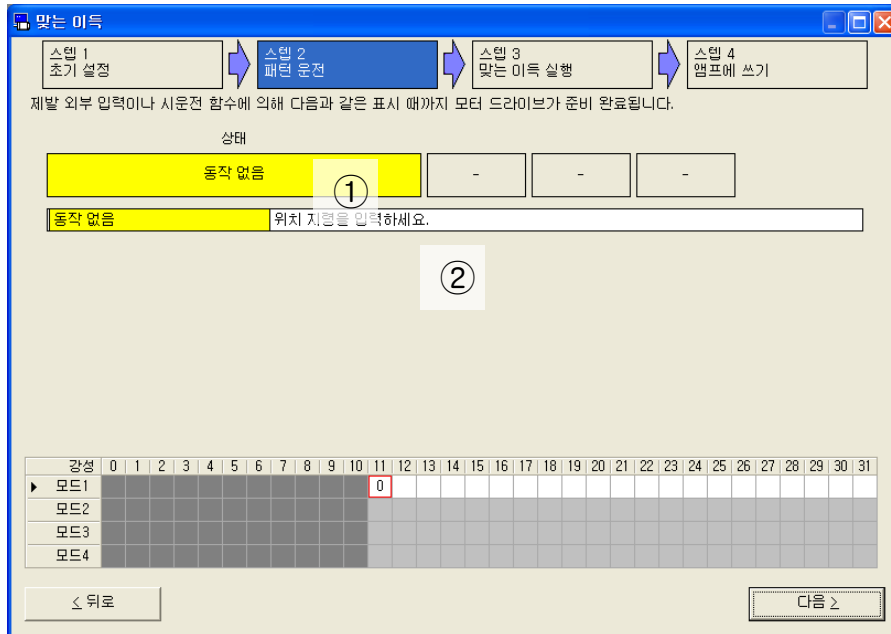 맞는 이득
스텝 1
초기 설정
스텝 2
패턴 운전
스텝 3
맞는 이득 실행
스텝 4
앰프에 쓰기
제발 외부 입력이나 시운전 함수에 의해 다음과 같은 표시 때까지 모터 드라이브가 준비 완료됩니다.
상태
동작 없음 - - -
①
동작 없음 위치 지령을 입력하세요.
②
강성 0 1 2 3 4 5 6 7 8 9 10 11 12 13 14 15 16 17 18 19 20 21 22 23 24 25 26 27 28 29 30 31
모드1 0
모드2
모드3
모드4
< 뒤로 다음 >